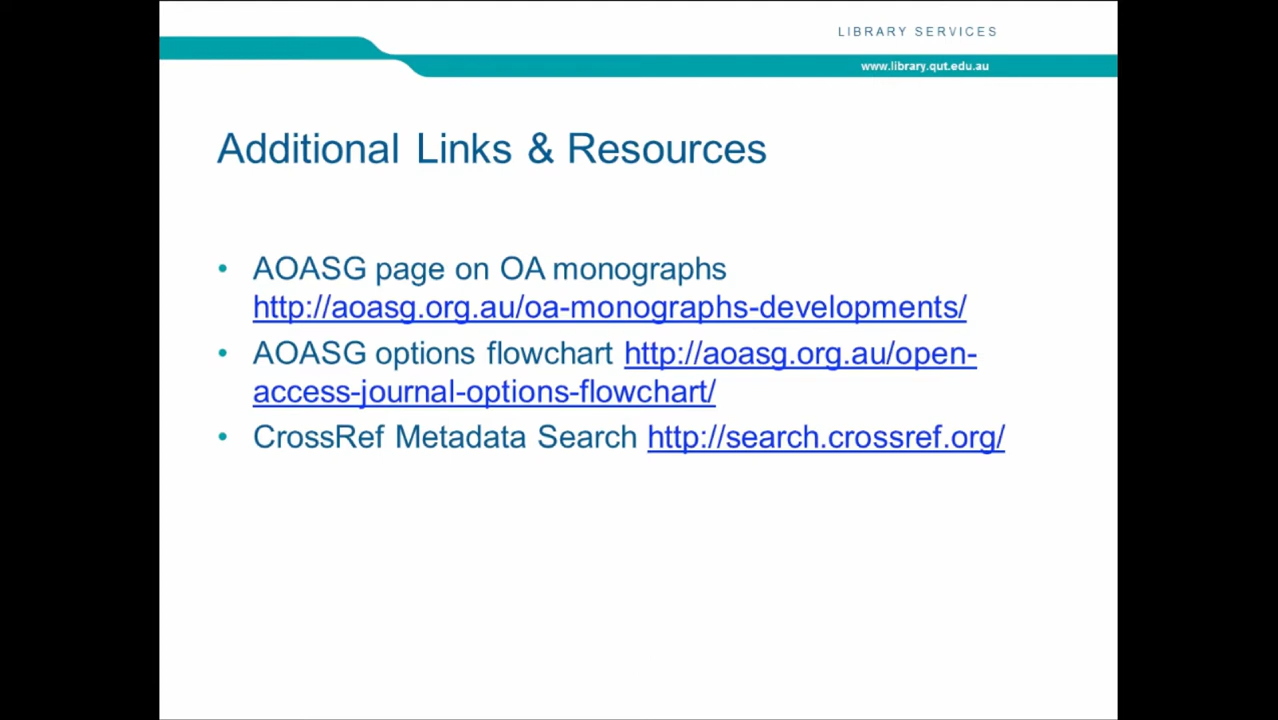 LIBRARY SERVICES
www.library.qut.edu.au
Additional Links & Resources
• AOASG page on OA monographs
http://aoasg.org.au/oa-monographs-developments/
• AOASG options flowchart http://aoasg.org.au/open-
access-journal-options-flowchart/
• CrossRef Metadata Search http://search.crossref.org/